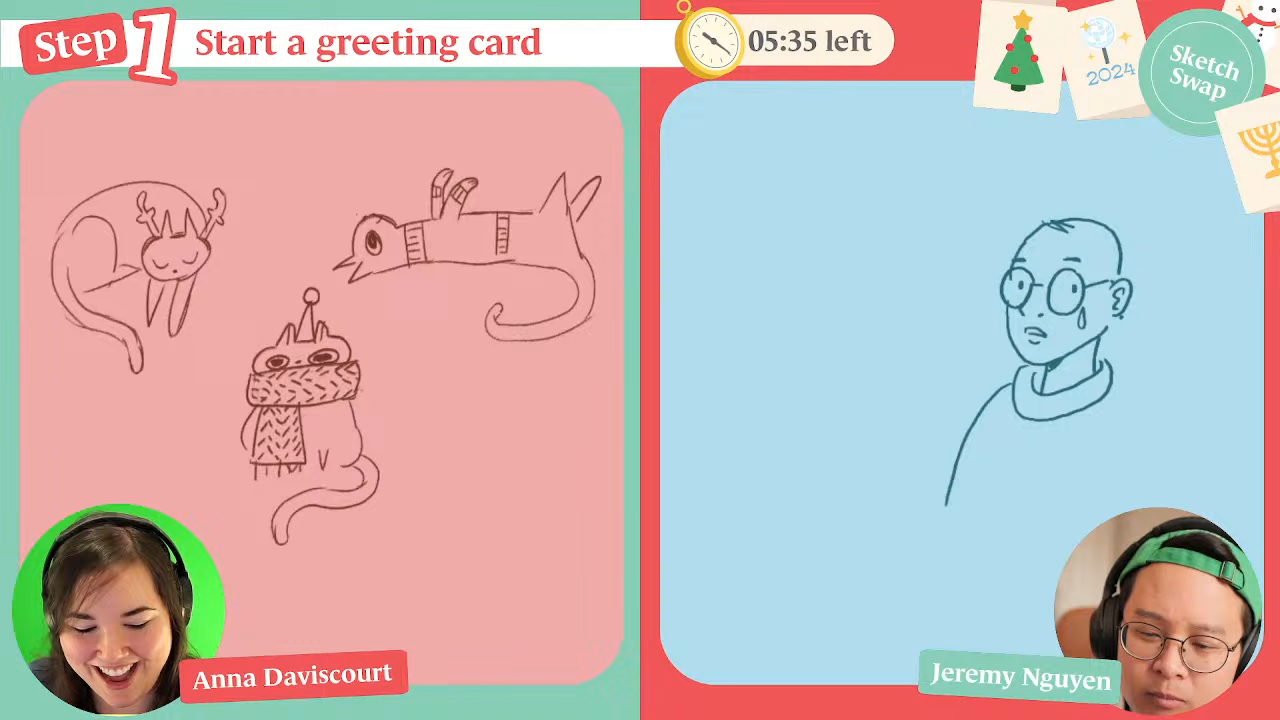 Step 1
Start a greeting card
05:35 left
2024
Sketch
Swap
Anna Daviscourt
Jeremy Nguyen